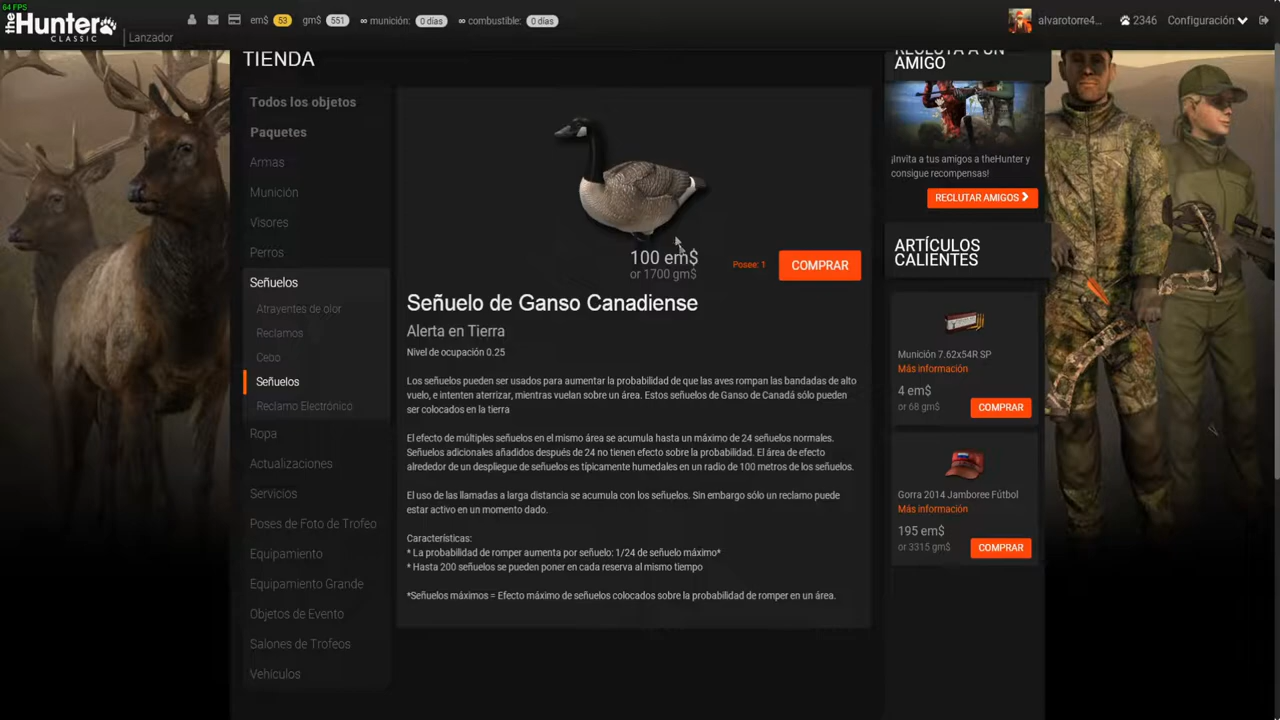 64 FPS
theHunter
CLASSIC
Lanzador
em$ 53 gm$ 551 ∞ munición: 0 días ∞ combustible: 0 días
alvarotorre4... 2346 Configuración
TIENDA
Todos los objetos
Paquetes
Armas
Munición
Visores
Perros
Señuelos
Atrayentes de olor
Reclamos
Cebo
Señuelos
Reclamo Electrónico
Ropa
Actualizaciones
Servicios
Poses de Foto de Trofeo
Equipamiento
Equipamiento Grande
Objetos de Evento
Salones de Trofeos
Vehículos
100 em$
or 1700 gm$
Posee: 1
COMPRAR
Señuelo de Ganso Canadiense
Alerta en Tierra
Nivel de ocupación 0.25
Los señuelos pueden ser usados para aumentar la probabilidad de que las aves rompan las bandadas de alto
vuelo, e intenten aterrizar, mientras vuelan sobre un área. Estos señuelos de Ganso de Canadá sólo pueden
ser colocados en la tierra
El efecto de múltiples señuelos en el mismo área se acumula hasta un máximo de 24 señuelos normales.
Señuelos adicionales añadidos después de 24 no tienen efecto sobre la probabilidad. El área de efecto
alrededor de un despliegue de señuelos es típicamente humedales en un radio de 100 metros de los señuelos.
El uso de las llamadas a larga distancia se acumula con los señuelos. Sin embargo sólo un reclamo puede
estar activo en un momento dado.
Características:
* La probabilidad de romper aumenta por señuelo: 1/24 de señuelo máximo*
* Hasta 200 señuelos se pueden poner en cada reserva al mismo tiempo
*Señuelos máximos = Efecto máximo de señuelos colocados sobre la probabilidad de romper en un área.
RECLUTA A UN
AMIGO
¡Invita a tus amigos a theHunter y
consigue recompensas!
RECLUTAR AMIGOS
ARTÍCULOS
CALIENTES
Munición 7.62x54R SP
Más información
4 em$
or 68 gm$
COMPRAR
Gorra 2014 Jamboree Fútbol
Más información
195 em$
or 3315 gm$
COMPRAR